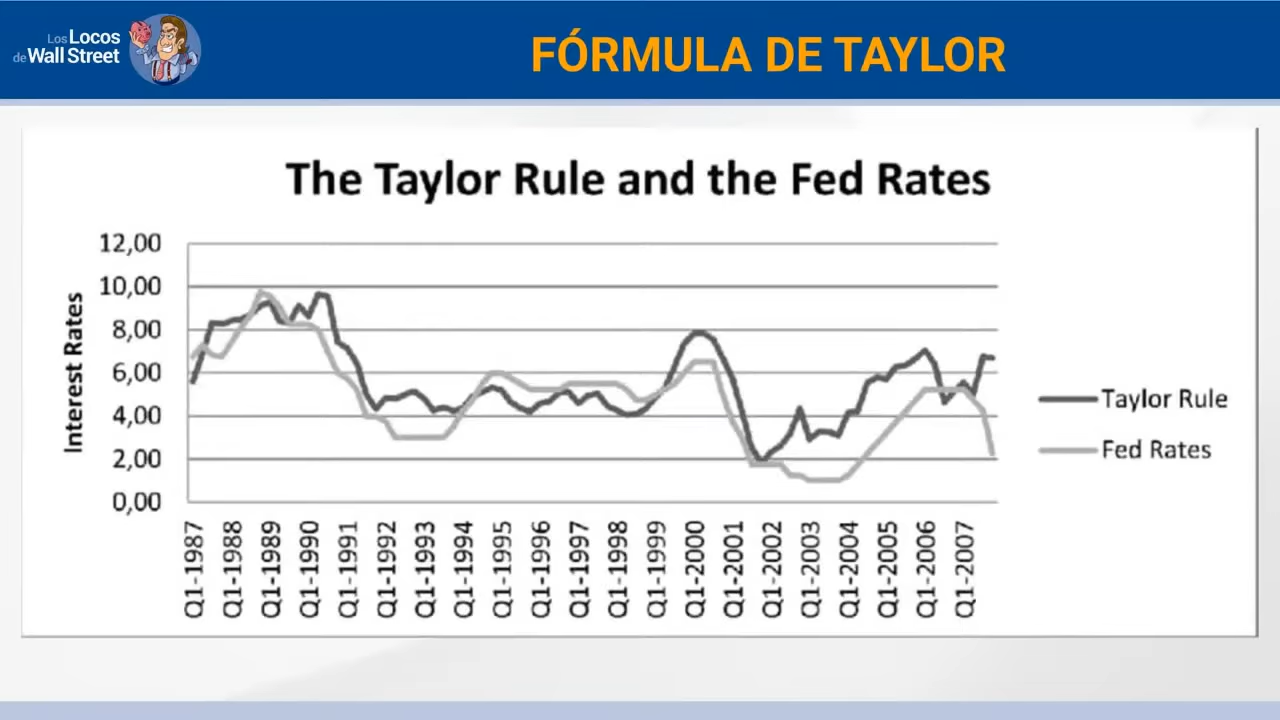 Los Locos
de Wall Street
FÓRMULA DE TAYLOR
The Taylor Rule and the Fed Rates
Interest Rates
12,00
10,00
8,00
6,00
4,00
2,00
0,00
Q1-1987
Q1-1988
Q1-1989
Q1-1990
Q1-1991
Q1-1992
Q1-1993
Q1-1994
Q1-1995
Q1-1996
Q1-1997
Q1-1998
Q1-1999
Q1-2000
Q1-2001
Q1-2002
Q1-2003
Q1-2004
Q1-2005
Q1-2006
Q1-2007
Taylor Rule
Fed Rates